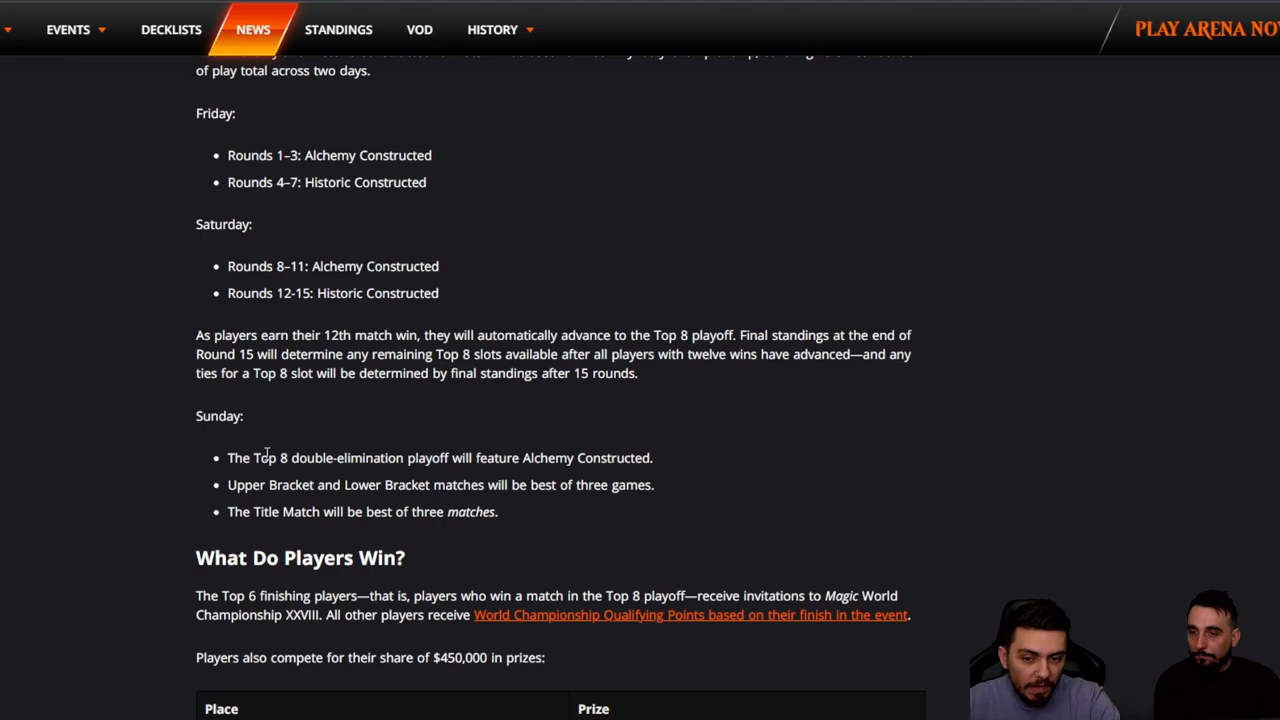 EVENTS
DECKLISTS
NEWS
STANDINGS
VOD
HISTORY
PLAY ARENA
of play total across two days.
Friday:
• Rounds 1–3: Alchemy Constructed
• Rounds 4–7: Historic Constructed
Saturday:
• Rounds 8–11: Alchemy Constructed
• Rounds 12-15: Historic Constructed
As players earn their 12th match win, they will automatically advance to the Top 8 playoff. Final standings at the end of
Round 15 will determine any remaining Top 8 slots available after all players with twelve wins have advanced—and any
ties for a Top 8 slot will be determined by final standings after 15 rounds.
Sunday:
• The Top 8 double-elimination playoff will feature Alchemy Constructed.
• Upper Bracket and Lower Bracket matches will be best of three games.
• The Title Match will be best of three matches.
What Do Players Win?
The Top 6 finishing players—that is, players who win a match in the Top 8 playoff—receive invitations to Magic World
Championship XXVIII. All other players receive World Championship Qualifying Points based on their finish in the event.
Players also compete for their share of $450,000 in prizes:
Place
Prize